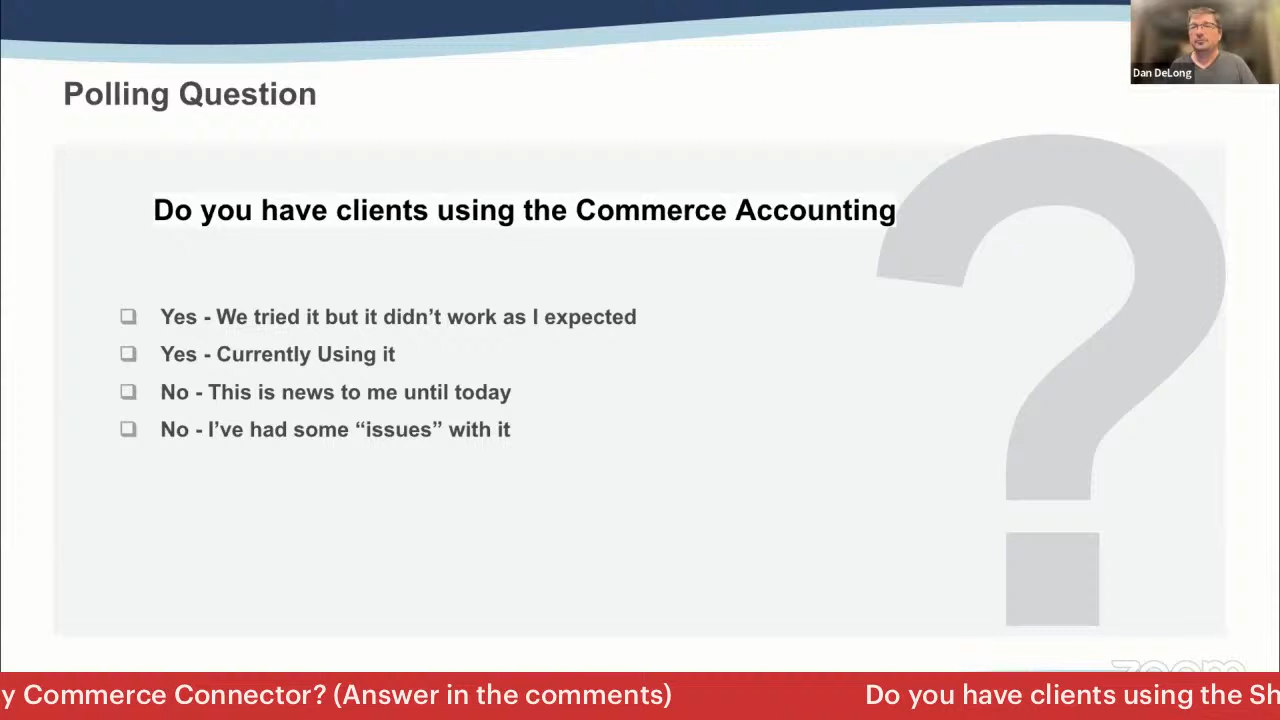 Dan DeLong
Polling Question
Do you have clients using the Commerce Accounting
Yes - We tried it but it didn’t work as I expected
Yes - Currently Using it
No - This is news to me until today
No - I’ve had some “issues” with it
zoom
y Commerce Connector? (Answer in the comments) Do you have clients using the Sh